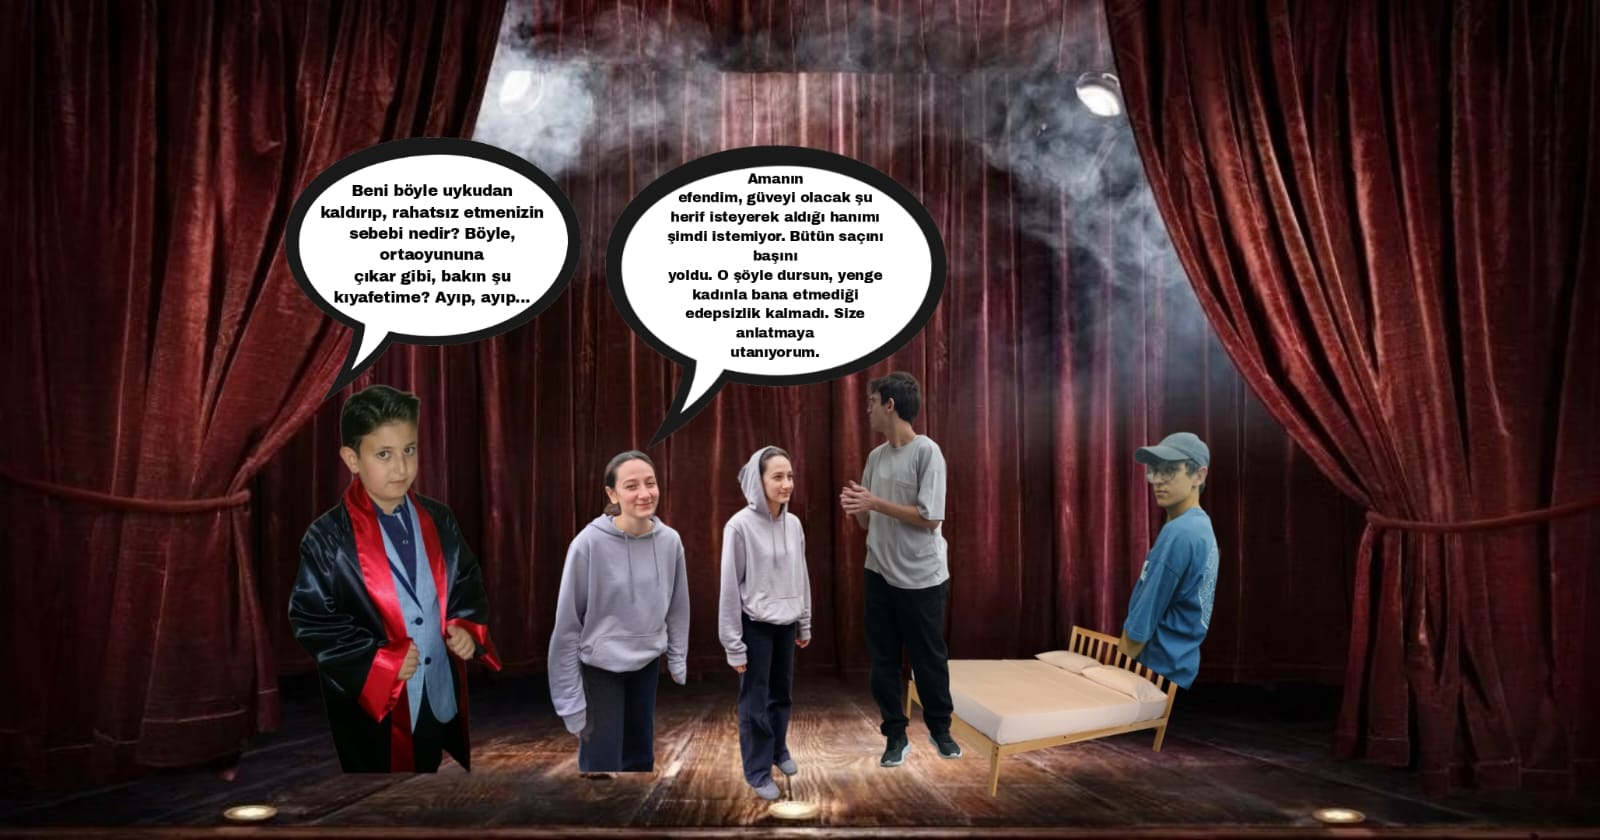 Beni böyle uykudan
kaldırıp, rahatsız etmenizin
sebebi nedir? Böyle,
ortaoyununa
çıkar gibi, bakın şu
kıyafetime? Ayıp, ayıp...
Amanın
efendim, güveyi olacak şu
herif isteyerek aldığı hanımı
şimdi istemiyor. Bütün saçını
başını
yoldu. O şöyle dursun, yenge
kadınla bana etmediği
edepsizlik kalmadı. Size
anlatmaya
utanıyorum.